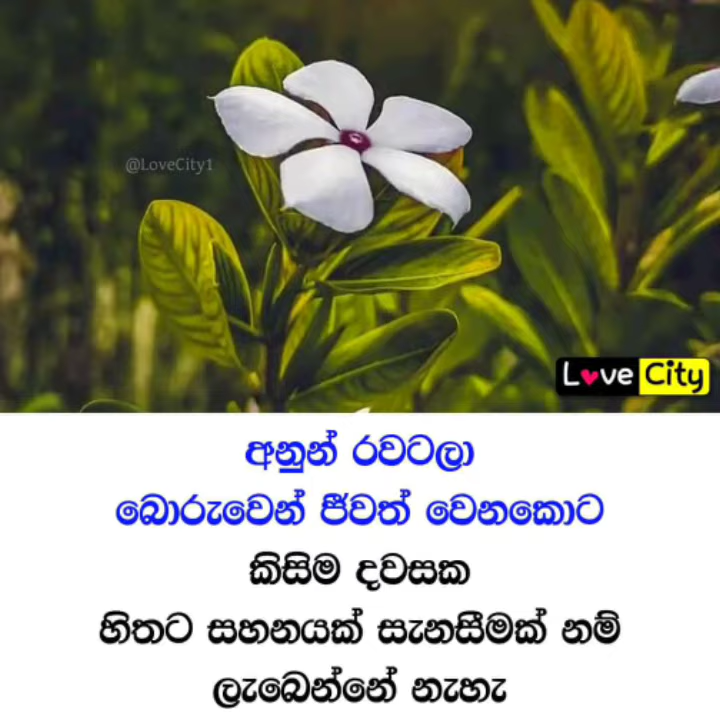 @LoveCity1
Love City
අනුන් රවටලා
බොරුවෙන් ජීවත් වෙනකොට
කිසිම දවසක
හිතට සහනයක් සැනසීමක් නම්
ලැබෙන්නේ නැහැ